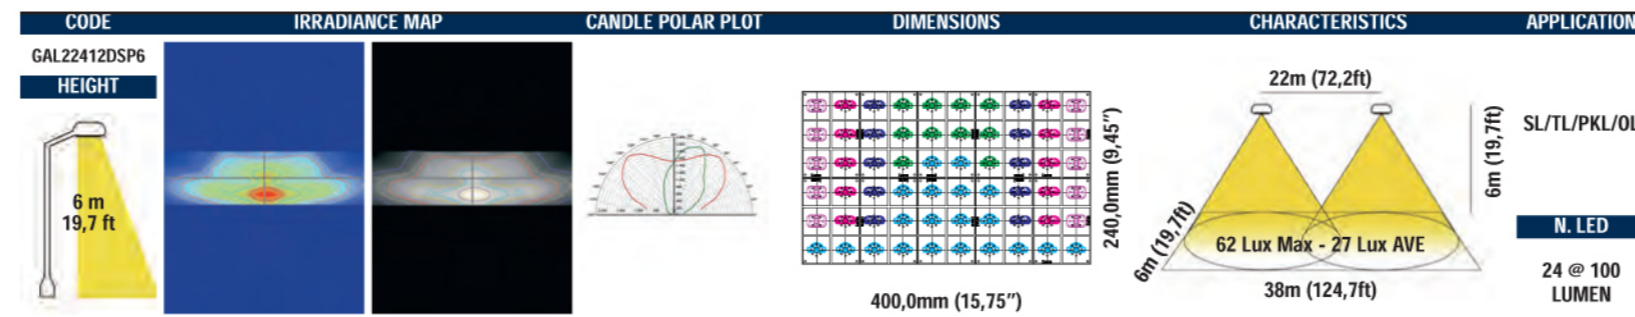 CODE
IRRADIANCE MAP
CANDLE POLAR PLOT
DIMENSIONS
CHARACTERISTICS
APPLICATION
GAL22412DSP6
HEIGHT
6 m
19,7 ft
240,0mm (9,45")
400,0mm (15,75")
22m (72,2ft)
6m (19,7ft)
6m (19,7ft)
62 Lux Max - 27 Lux AVE
38m (124,7ft)
SL/TL/PKL/OL
N. LED
24 @ 100
LUMEN